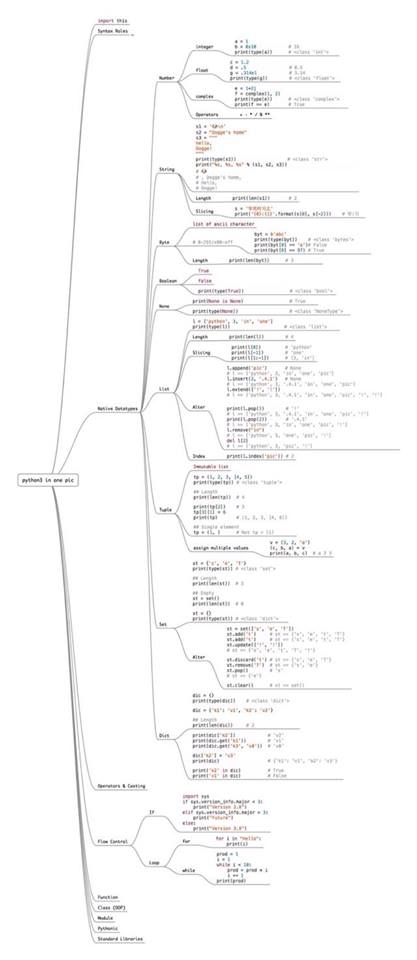 import this
Syntax Rules
python3 in one pic
Native Datatypes
Number
integer
a = 1
b = 0x10 # 16
print(type(a)) # <class 'int'>
float
c = 1.2
d = .5 # 0.5
g = .314e1 # 3.14
print(type(g)) # <class 'float'>
complex
e = 1+2j
f = complex(1, 2)
print(type(e)) # <class 'complex'>
print(f == e) # True
Operators + - * / % **
String
s2 = "Dogge's home"
s3 = """
Hello,
Dogge!
"""
print(type(s1)) # <class 'str'>
print("%s, %s, %s" % (s1, s2, s3))
# , Dogge's home,
# Hello,
# Dogge!
Length print(len(s1)) # 2
Slicing
print('{0}:{1}'.format(s[0], s[-2]))
Byte
list of ascii character
# 0-255/x00-xff
byt = b'abc'
print(type(byt)) # <class 'bytes'>
print(byt[0] == 'a')# False
print(byt[0] == 97) # True
Length print(len(byt)) # 3
Boolean
True
False
print(type(True)) # <class 'bool'>
None
print(None is None) # True
print(type(None)) # <class 'NoneType'>
List
l = ['python', 3, 'in', 'one']
print(type(l)) # <class 'list'>
Length print(len(l)) # 4
Slicing
print(l[0]) # 'python'
print(l[-1]) # 'one'
print(l[1:-1]) # [3, 'in']
Alter
l.append('pic') # None
# l == ['python', 3, 'in', 'one', 'pic']
l.insert(2, '.4.1') # None
# l == ['python', 3, '.4.1', 'in', 'one', 'pic']
l.extend(['!', '!'])
# l == ['python', 3, '.4.1', 'in', 'one', 'pic', '!', '!']
print(l.pop()) # '!'
# l == ['python', 3, '.4.1', 'in', 'one', 'pic', '!']
print(l.pop(2)) # '.4.1'
# l == ['python', 3, 'in', 'one', 'pic', '!']
l.remove("in")
# l == ['python', 3, 'one', 'pic', '!']
del l[2]
# l == ['python', 3, 'pic', '!']
Index print(l.index('pic')) # 2
Tuple
Immutable list
tp = (1, 2, 3, [4, 5])
print(type(tp)) # <class 'tuple'>
## Length
print(len(tp)) # 4
print(tp[2]) # 3
tp[3][1] = 6
print(tp) # (1, 2, 3, [4, 6])
## Single element
tp = (1, ) # Not tp = (1)
assign multiple values
v = (3, 2, 'a')
(c, b, a) = v
print(a, b, c) # a 2 3
Set
st = {'s', 'e', 'T'}
print(type(st)) # <class 'set'>
## Length
print(len(st)) # 3
## Empty
st = set()
print(len(st)) # 0
st = {}
print(type(st)) # <class 'dict'>
Alter
st = set(['s', 'e', 'T'])
st.add('t') # st == {'s', 'e', 't', 'T'}
st.add('t') # st == {'s', 'e', 't', 'T'}
st.update(['!', '!'])
# st == {'s', 'e', 't', 'T', '!'}
st.discard('t') # st == {'s', 'e', 'T'}
st.remove('T') # st == {'s', 'e'}
st.pop() # 's'
# st == {'e'}
st.clear() # st == set()
Dict
dic = {}
print(type(dic)) # <class 'dict'>
dic = {'k1': 'v1', 'k2': 'v2'}
## Length
print(len(dic)) # 2
print(dic['k2']) # 'v2'
print(dic.get('k1')) # 'v1'
print(dic.get('k3', 'v0')) # 'v0'
dic['k2'] = 'v3'
print(dic) # {'k1': 'v1', 'k2': 'v3'}
print('k2' in dic) # True
print('v1' in dic) # False
Operators & Casting
Flow Control
If
import sys
if sys.version_info.major < 3:
print("Version 2.X")
elif sys.version_info.major > 3:
print("Future")
else:
print("Version 3.X")
Loop
for
for i in "Hello":
print(i)
while
prod = 1
i = 1
while i < 10:
prod = prod * i
i += 1
print(prod)
Function
Class (OOP)
Module
Pythonic
Standard Libraries